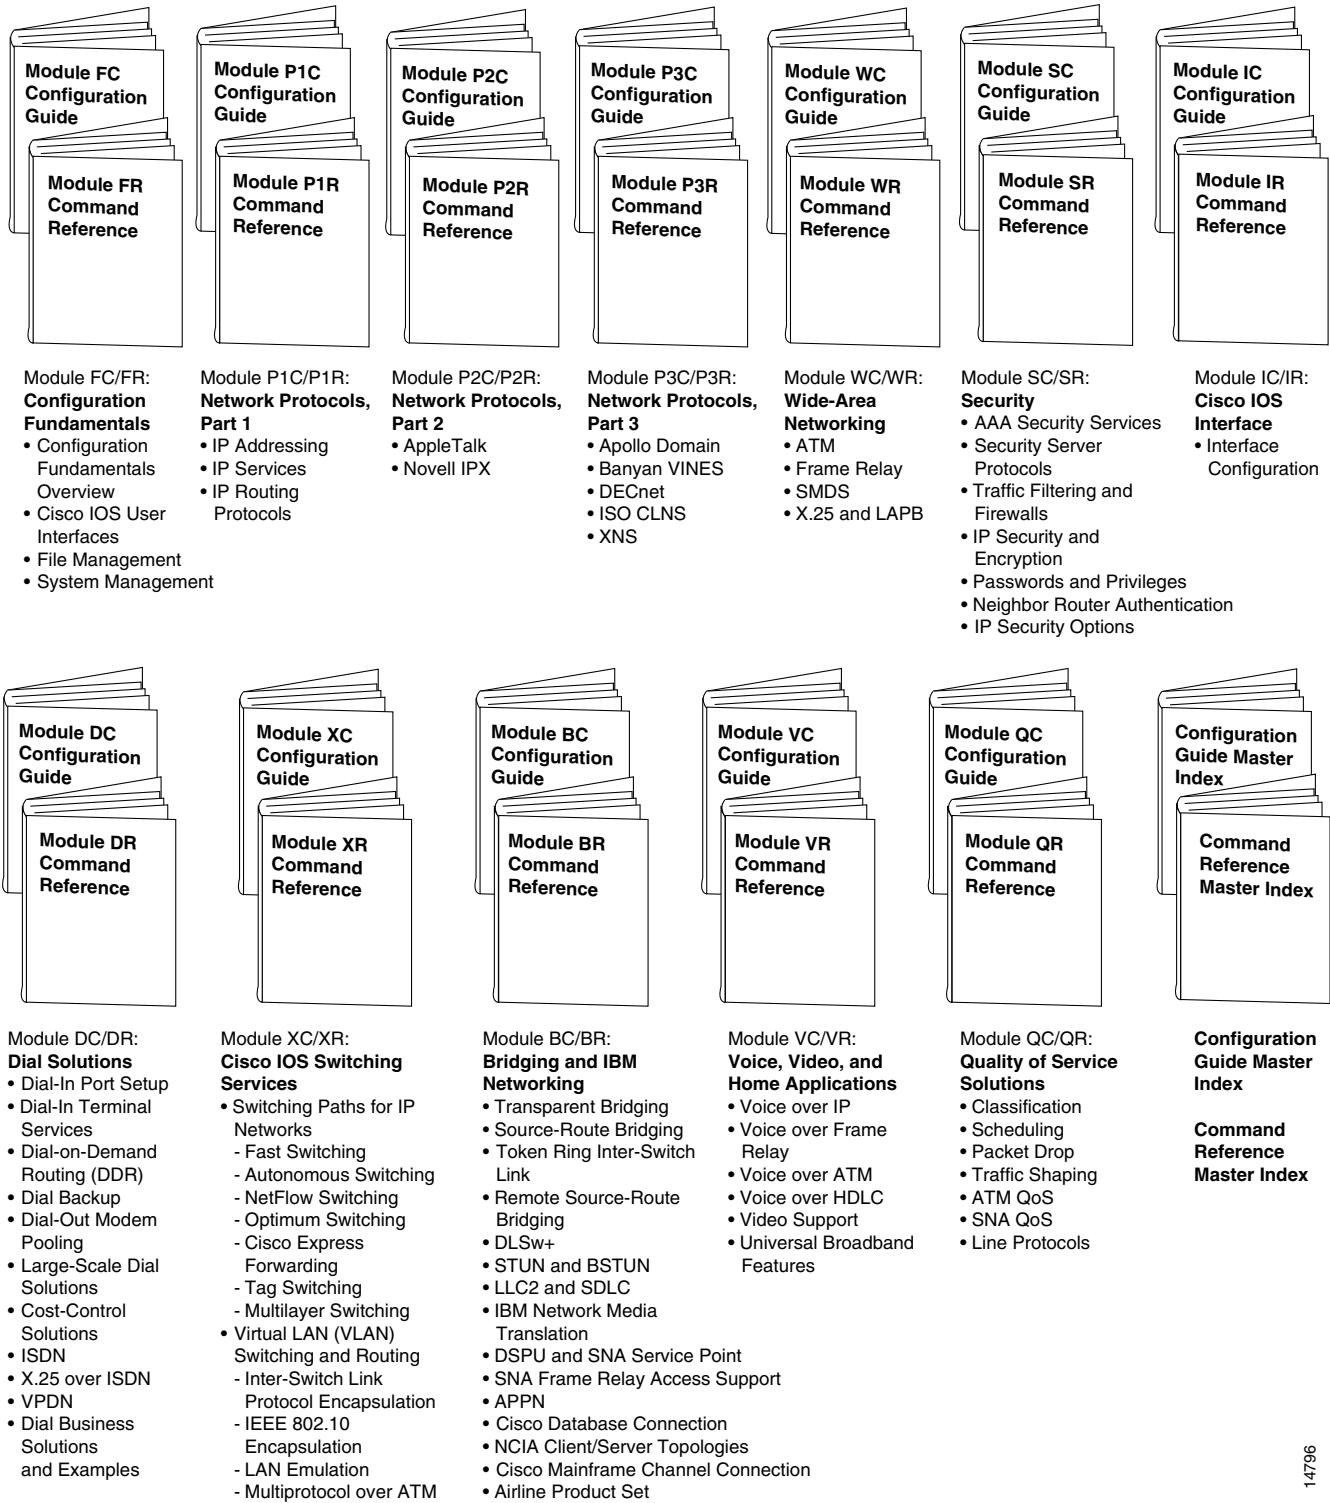 Module FC
Configuration
Guide
Module FR
Command
Reference
Module P1C
Configuration
Guide
Module P1R
Command
Reference
Module P2C
Configuration
Guide
Module P2R
Command
Reference
Module P3C
Configuration
Guide
Module P3R
Command
Reference
Module WC
Configuration
Guide
Module WR
Command
Reference
Module SC
Configuration
Guide
Module SR
Command
Reference
Module IC
Configuration
Guide
Module IR
Command
Reference
Module FC/FR:
Configuration
Fundamentals
• Configuration
Fundamentals
Overview
• Cisco IOS User
Interfaces
• File Management
• System Management
Module P1C/P1R:
Network Protocols,
Part 1
• IP Addressing
• IP Services
• IP Routing
Protocols
Module P2C/P2R:
Network Protocols,
Part 2
• AppleTalk
• Novell IPX
Module P3C/P3R:
Network Protocols,
Part 3
• Apollo Domain
• Banyan VINES
• DECnet
• ISO CLNS
• XNS
Module WC/WR:
Wide-Area
Networking
• ATM
• Frame Relay
• SMDS
• X.25 and LAPB
Module SC/SR:
Security
• AAA Security Services
• Security Server
Protocols
• Traffic Filtering and
Firewalls
• IP Security and
Encryption
• Passwords and Privileges
• Neighbor Router Authentication
• IP Security Options
Module IC/IR:
Cisco IOS
Interface
• Interface
Configuration
Module DC
Configuration
Guide
Module DR
Command
Reference
Module XC
Configuration
Guide
Module XR
Command
Reference
Module BC
Configuration
Guide
Module BR
Command
Reference
Module VC
Configuration
Guide
Module VR
Command
Reference
Module QC
Configuration
Guide
Module QR
Command
Reference
Configuration
Guide Master
Index
Command
Reference
Master Index
Module DC/DR:
Dial Solutions
• Dial-In Port Setup
• Dial-In Terminal
Services
• Dial-on-Demand
Routing (DDR)
• Dial Backup
• Dial-Out Modem
Pooling
• Large-Scale Dial
Solutions
• Cost-Control
Solutions
• ISDN
• X.25 over ISDN
• VPDN
• Dial Business
Solutions
and Examples
Module XC/XR:
Cisco IOS Switching
Services
• Switching Paths for IP
Networks
- Fast Switching
- Autonomous Switching
- NetFlow Switching
- Optimum Switching
- Cisco Express
Forwarding
- Tag Switching
- Multilayer Switching
• Virtual LAN (VLAN)
Switching and Routing
- Inter-Switch Link
Protocol Encapsulation
- IEEE 802.10
Encapsulation
- LAN Emulation
- Multiprotocol over ATM
Module BC/BR:
Bridging and IBM
Networking
• Transparent Bridging
• Source-Route Bridging
• Token Ring Inter-Switch
Link
• Remote Source-Route
Bridging
• DLSw+
• STUN and BSTUN
• LLC2 and SDLC
• IBM Network Media
Translation
• DSPU and SNA Service Point
• SNA Frame Relay Access Support
• APPN
• Cisco Database Connection
• NCIA Client/Server Topologies
• Cisco Mainframe Channel Connection
• Airline Product Set
Module VC/VR:
Voice, Video, and
Home Applications
• Voice over IP
• Voice over Frame
Relay
• Voice over ATM
• Voice over HDLC
• Video Support
• Universal Broadband
Features
Module QC/QR:
Quality of Service
Solutions
• Classification
• Scheduling
• Packet Drop
• Traffic Shaping
• ATM QoS
• SNA QoS
• Line Protocols
Configuration
Guide Master
Index
Command
Reference
Master Index
14796